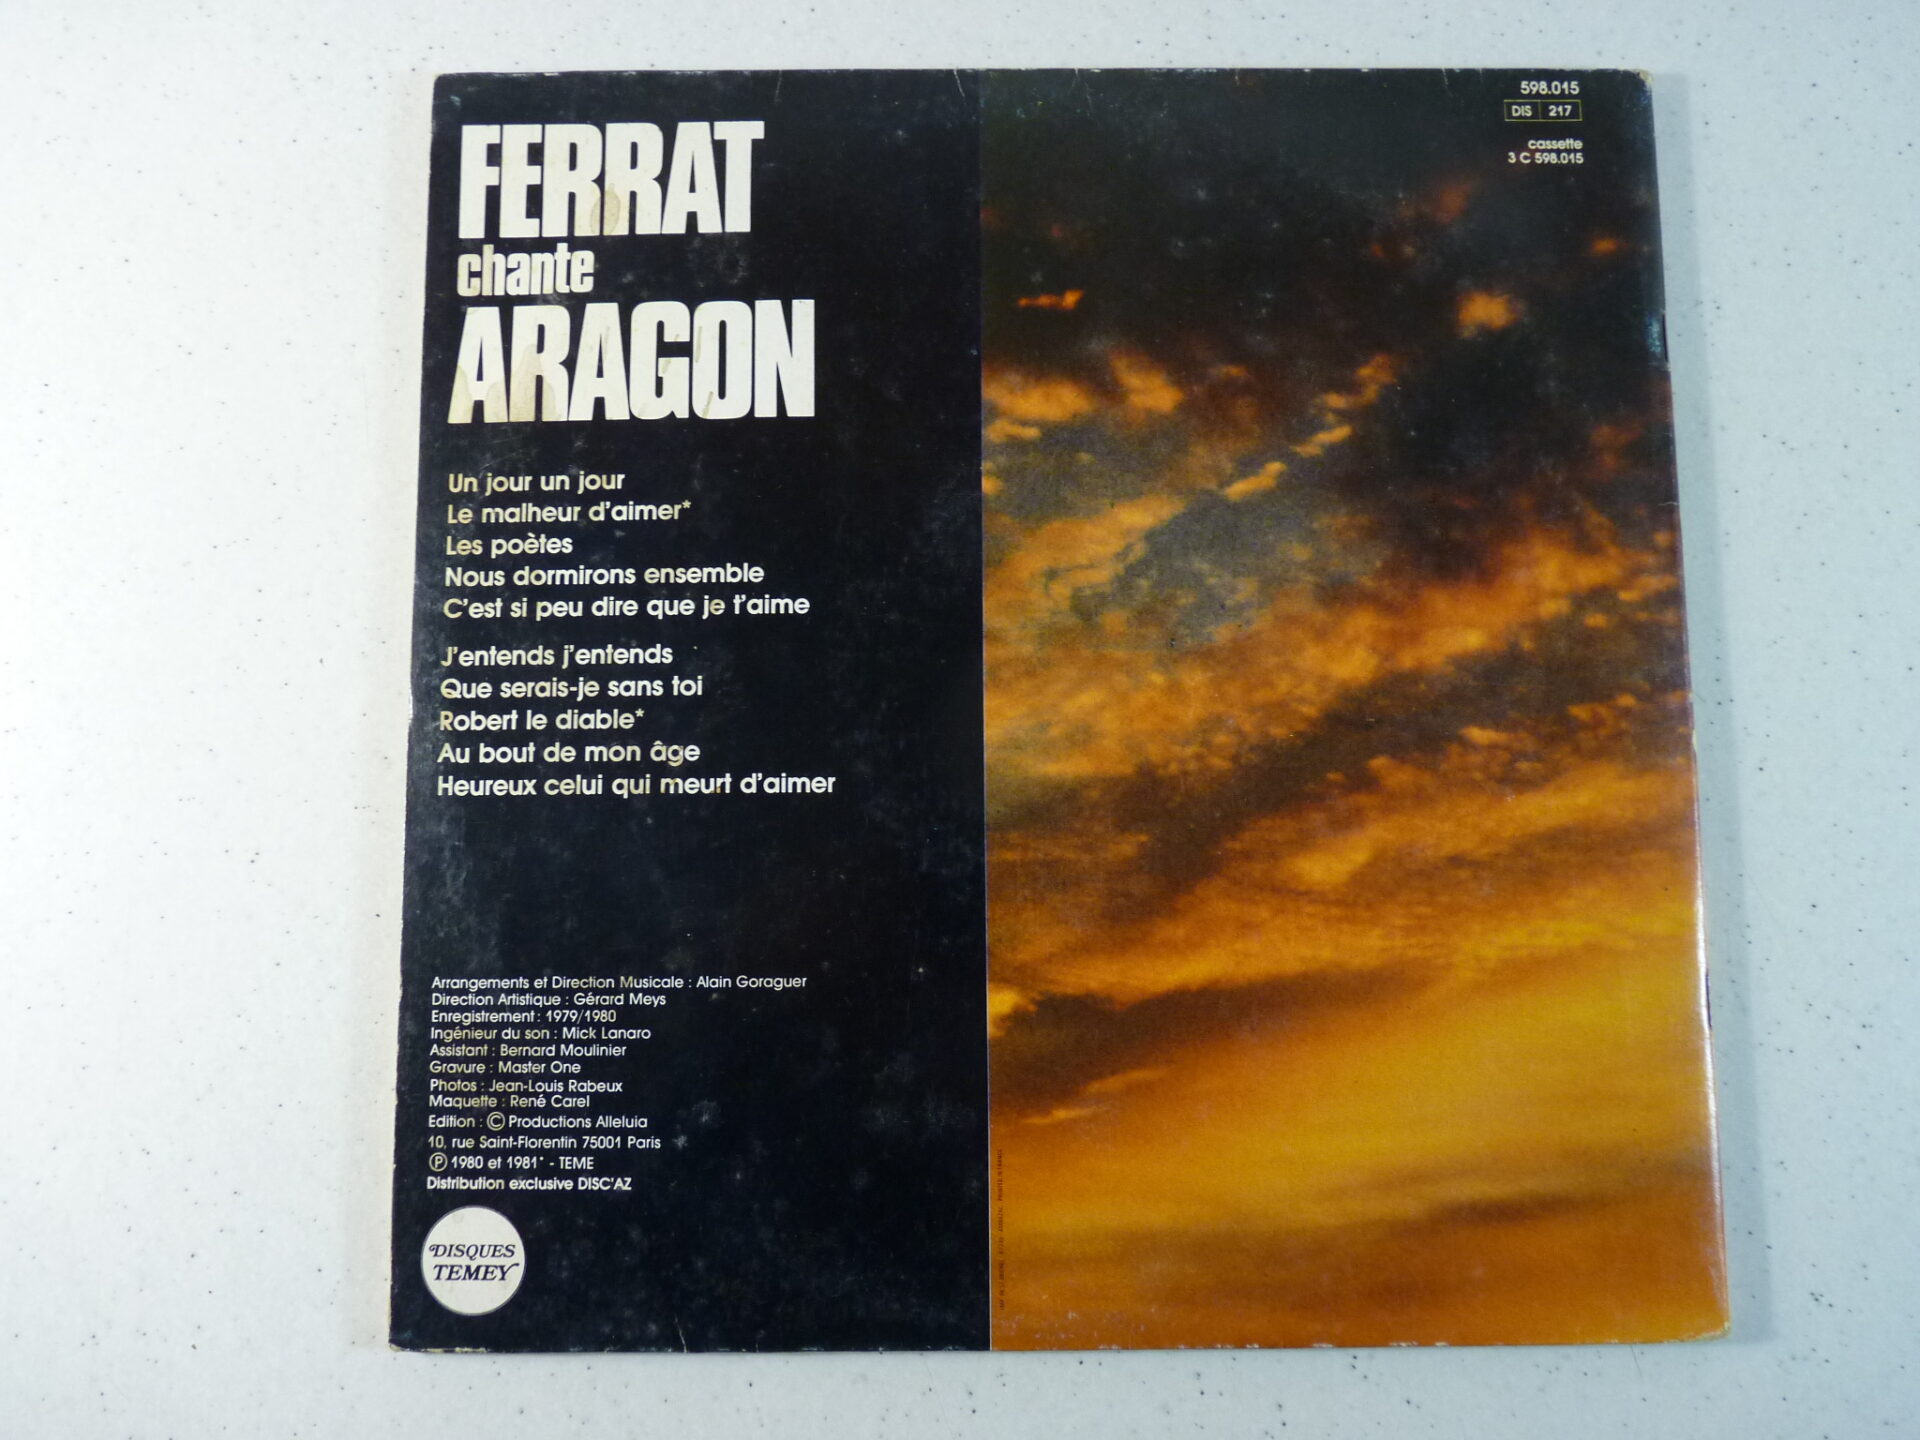 FERRAT
chante
ARAGON
Un jour un jour
Le malheur d'aimer*
Les poètes
Nous dormirons ensemble
C'est si peu dire que je t'aime
J'entends j'entends
Que serais-je sans toi
Robert le diable*
Au bout de mon âge
Heureux celui qui meurt d'aimer
Arrangements et Direction Musicale : Alain Goraguer
Direction Artistique : Gérard Meys
Enregistrement : 1979/1980
Ingénieur du son : Mick Lanaro
Assistant : Bernard Moulinier
Gravure : Master One
Photos : Jean-Louis Rabeux
Maquette : René Carel
Edition : © Productions Alleluia
10, rue Saint-Florentin 75001 Paris
℗ 1980 et 1981* - TEME
Distribution exclusive DISC'AZ
DISQUES
TEMEY
598.015
DIS 217
cassette
3 C 598.015
PRINTED IN FRANCE